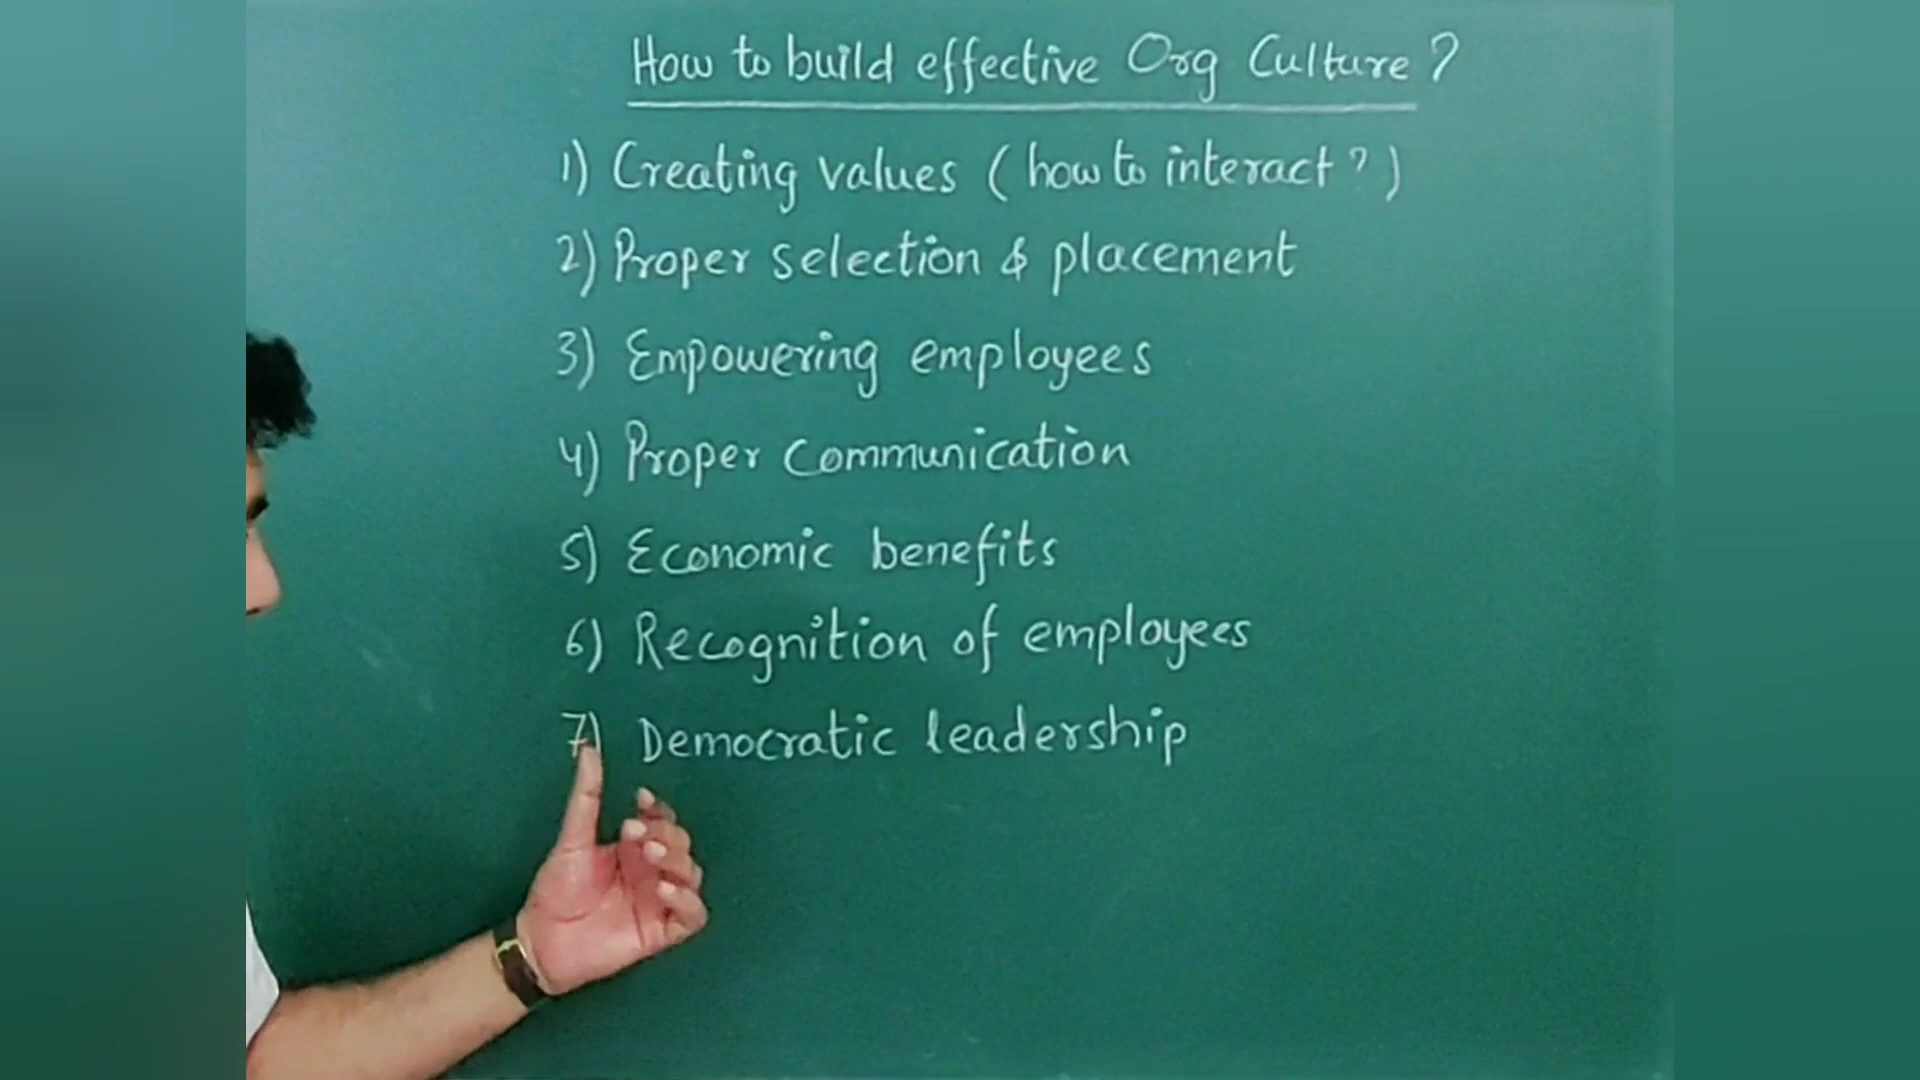 How to build effective Org Culture?
1) Creating values (how to interact?)
2) Proper selection & placement
3) Empowering employees
4) Proper communication
5) Economic benefits
6) Recognition of employees
7) Democratic leadership